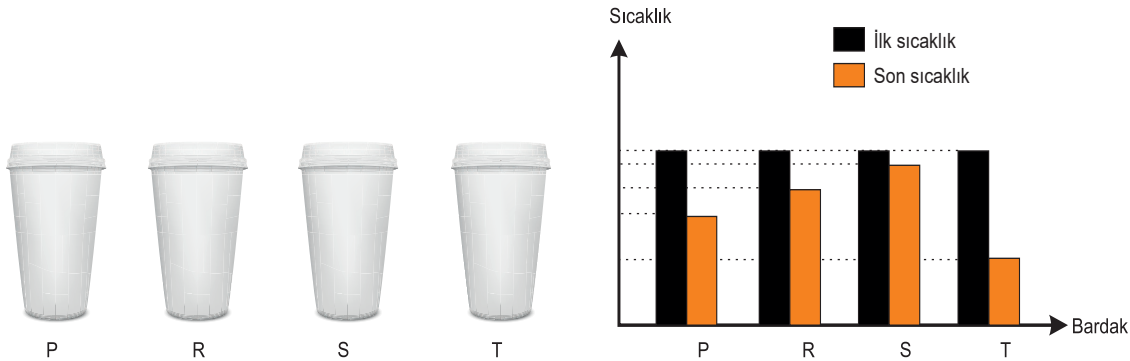 P
R
S
T
Sıcaklık
İlk sıcaklık
Son sıcaklık
Bardak
P
R
S
T